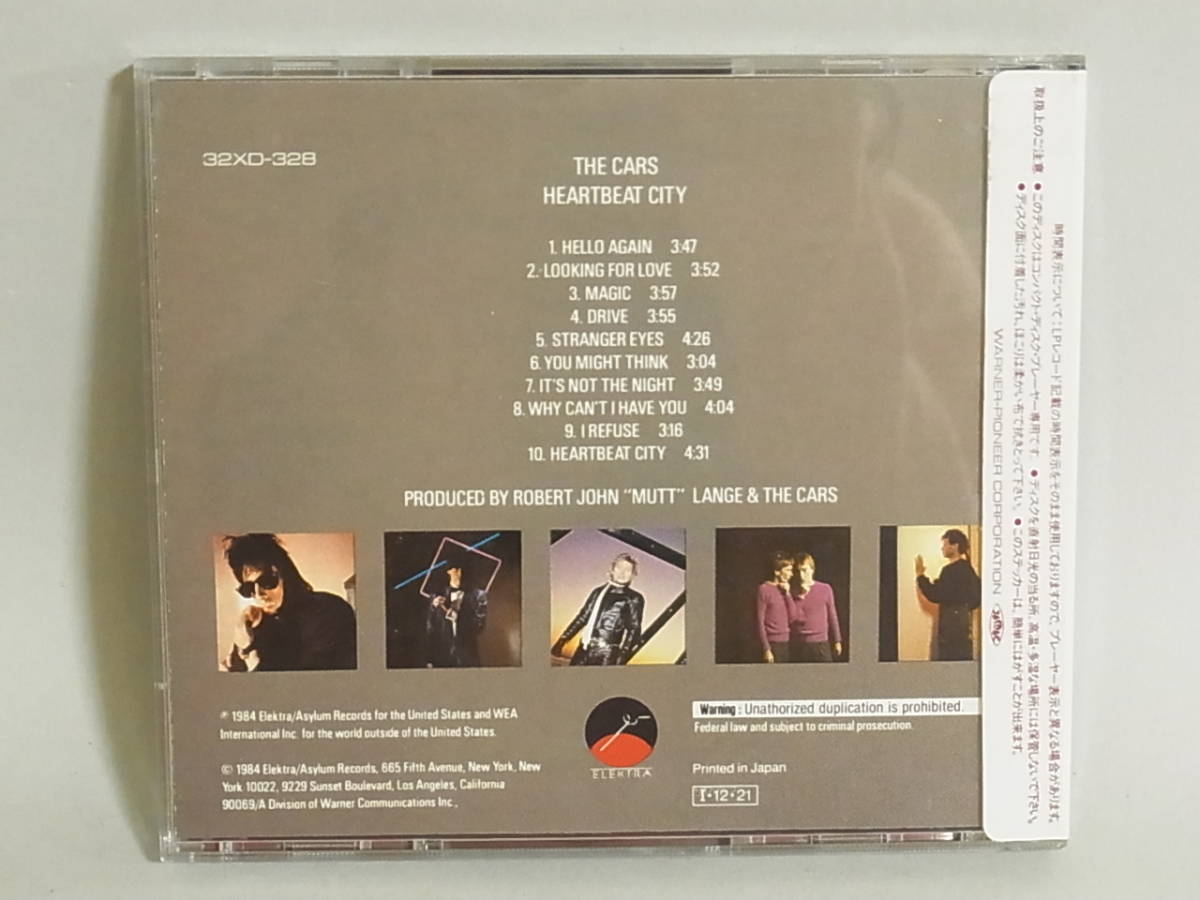 32XD-328
THE CARS
HEARTBEAT CITY
1. HELLO AGAIN 3:47
2. LOOKING FOR LOVE 3:52
3. MAGIC 3:57
4. DRIVE 3:55
5. STRANGER EYES 4:26
6. YOU MIGHT THINK 3:04
7. IT'S NOT THE NIGHT 3:49
8. WHY CAN'T I HAVE YOU 4:04
9. I REFUSE 3:16
10. HEARTBEAT CITY 4:31
PRODUCED BY ROBERT JOHN "MUTT" LANGE & THE CARS
℗ 1984 Elektra/Asylum Records for the United States and WEA
International Inc. for the world outside of the United States.
© 1984 Elektra/Asylum Records, 665 Fifth Avenue, New York, New
York 10022, 9229 Sunset Boulevard, Los Angeles, California
90069/A Division of Warner Communications Inc.,
ELEKTRA
Warning : Unathorized duplication is prohibited.
Federal law and subject to criminal prosecution.
Printed in Japan
I•12•21
時間表示について:LPレコード記載の時間表示をそのまま使用しておりますので、プレーヤー表示と異なる場合があります。
取扱上のご注意 ●このディスクはコンパクト・ディスク・プレーヤー専用です。●ディスクを直射日光の当る所、高温・多湿な場所には保管しないで下さい。
●ディスク面に付着した汚れ、ほこりは柔かい布で拭きとって下さい。●このステッカーは、簡単にはがすことが出来ます。
WARNER-PIONEER CORPORATION